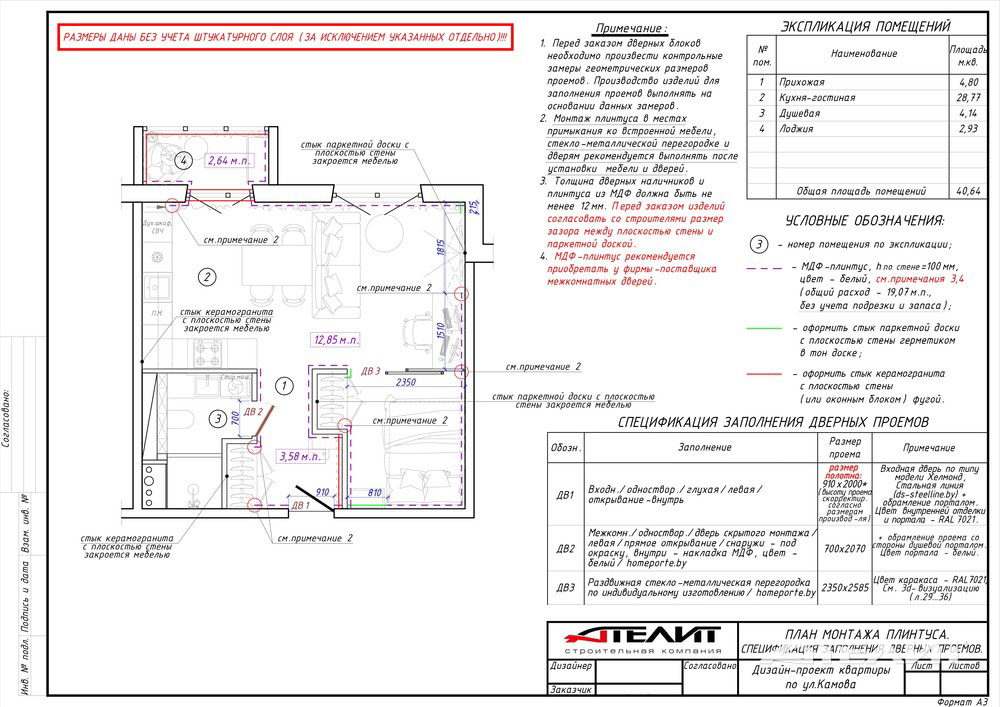 РАЗМЕРЫ ДАНЫ БЕЗ УЧЕТА ШТУКАТУРНОГО СЛОЯ (ЗА ИСКЛЮЧЕНИЕМ УКАЗАННЫХ ОТДЕЛЬНО)!!!
Примечание:
1. Перед заказом дверных блоков
необходимо произвести контрольные
замеры геометрических размеров
проемов. Производство изделий для
заполнения проемов выполнять на
основании данных замеров.
2. Монтаж плинтуса в местах
примыкания ко встроенной мебели,
стекло-металлической перегородке и
дверям рекомендуется выполнять после
установки мебели и дверей.
3. Толщина дверных наличников и
плинтуса из МДФ должна быть не
менее 12 мм. Перед заказом изделий
согласовать со строителями размер
зазора между плоскостью стены и
паркетной доской.
4. МДФ-плинтус рекомендуется
приобретать у фирмы-поставщика
межкомнатных дверей.
ЭКСПЛИКАЦИЯ ПОМЕЩЕНИЙ
№ пом. Наименование Площадь м.кв.
1 Прихожая 4,80
2 Кухня-гостиная 28,77
3 Душевая 4,14
4 Лоджия 2,93
Общая площадь помещений 40,64
УСЛОВНЫЕ ОБОЗНАЧЕНИЯ:
3 - номер помещения по экспликации;
- МДФ-плинтус, h по стене=100 мм,
цвет - белый, см.примечания 3,4
(общий расход - 19,07 м.п.,
без учета подрезки и запаса);
- оформить стык паркетной доски
с плоскостью стены герметиком
в тон доске;
- оформить стык керамогранита
с плоскостью стены
(или оконным блоком) фугой.
СПЕЦИФИКАЦИЯ ЗАПОЛНЕНИЯ ДВЕРНЫХ ПРОЕМОВ
Обозн. Заполнение Размер проема Примечание
ДВ1
Входн./одноствор./глухая/левая/
открывание-внутрь
размер
полотна:
910х2000*
(высоту проема
скорректир.
согласно
размерам
производ-ля)
Входная дверь по типу
модели Хелмонд,
Стальная линия
(ds-steelline.by) +
обрамление порталом.
Цвет внутренней отделки
и портала - RAL 7021.
ДВ2
Межкомн./одноствор./дверь скрытого монтажа/
левая/прямое открывание/снаружи - под
окраску, внутри - накладка МДФ, цвет -
белый/ homeporte.by
700х2070
+ обрамление проема со
стороны душевой порталом.
Цвет портала - белый.
ДВ3
Раздвижная стекло-металлическая перегородка
по индивидуальному изготовлению/ homeporte.by
2350х2585
Цвет каракаса - RAL7021,
См. 3d-визуализацию
(л.29...36)
АТЕЛИТ
строительная компания
Дизайнер
Заказчик
Согласовано
ПЛАН МОНТАЖА ПЛИНТУСА.
СПЕЦИФИКАЦИЯ ЗАПОЛНЕНИЯ ДВЕРНЫХ ПРОЕМОВ.
Дизайн-проект квартиры
по ул.Камова
Лист Листов
Формат А3
стык паркетной доски с
плоскостью стены
закроется мебелью
4
2,64 м.п.
215
Дух.шкаф,
СВЧ
см.примечание 2
1815
2
см.примечание 2
П.М.
стык керамогранита
с плоскостью стены
закроется мебелью
12,85 м.п.
1510
ДВ 3
2350
см.примечание 2
1
Стир.маш.
стык паркетной доски с плоскостью
стены закроется мебелью
3
700
ДВ 2
см.примечание 2
3,58 м.п.
910
810
ДВ 1
стык керамогранита
с плоскостью стены
закроется мебелью
см.примечание 2
Согласовано:
Взам. инв. №
Подпись и дата
Инв. № подл.